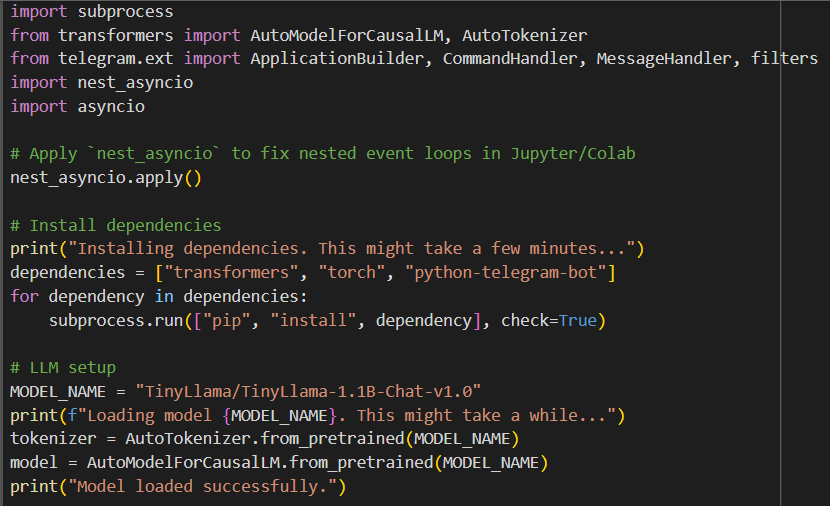 import subprocess
from transformers import AutoModelForCausalLM, AutoTokenizer
from telegram.ext import ApplicationBuilder, CommandHandler, MessageHandler, filters
import nest_asyncio
import asyncio

# Apply `nest_asyncio` to fix nested event loops in Jupyter/Colab
nest_asyncio.apply()

# Install dependencies
print("Installing dependencies. This might take a few minutes...")
dependencies = ["transformers", "torch", "python-telegram-bot"]
for dependency in dependencies:
    subprocess.run(["pip", "install", dependency], check=True)

# LLM setup
MODEL_NAME = "TinyLlama/TinyLlama-1.1B-Chat-v1.0"
print(f"Loading model {MODEL_NAME}. This might take a while...")
tokenizer = AutoTokenizer.from_pretrained(MODEL_NAME)
model = AutoModelForCausalLM.from_pretrained(MODEL_NAME)
print("Model loaded successfully.")